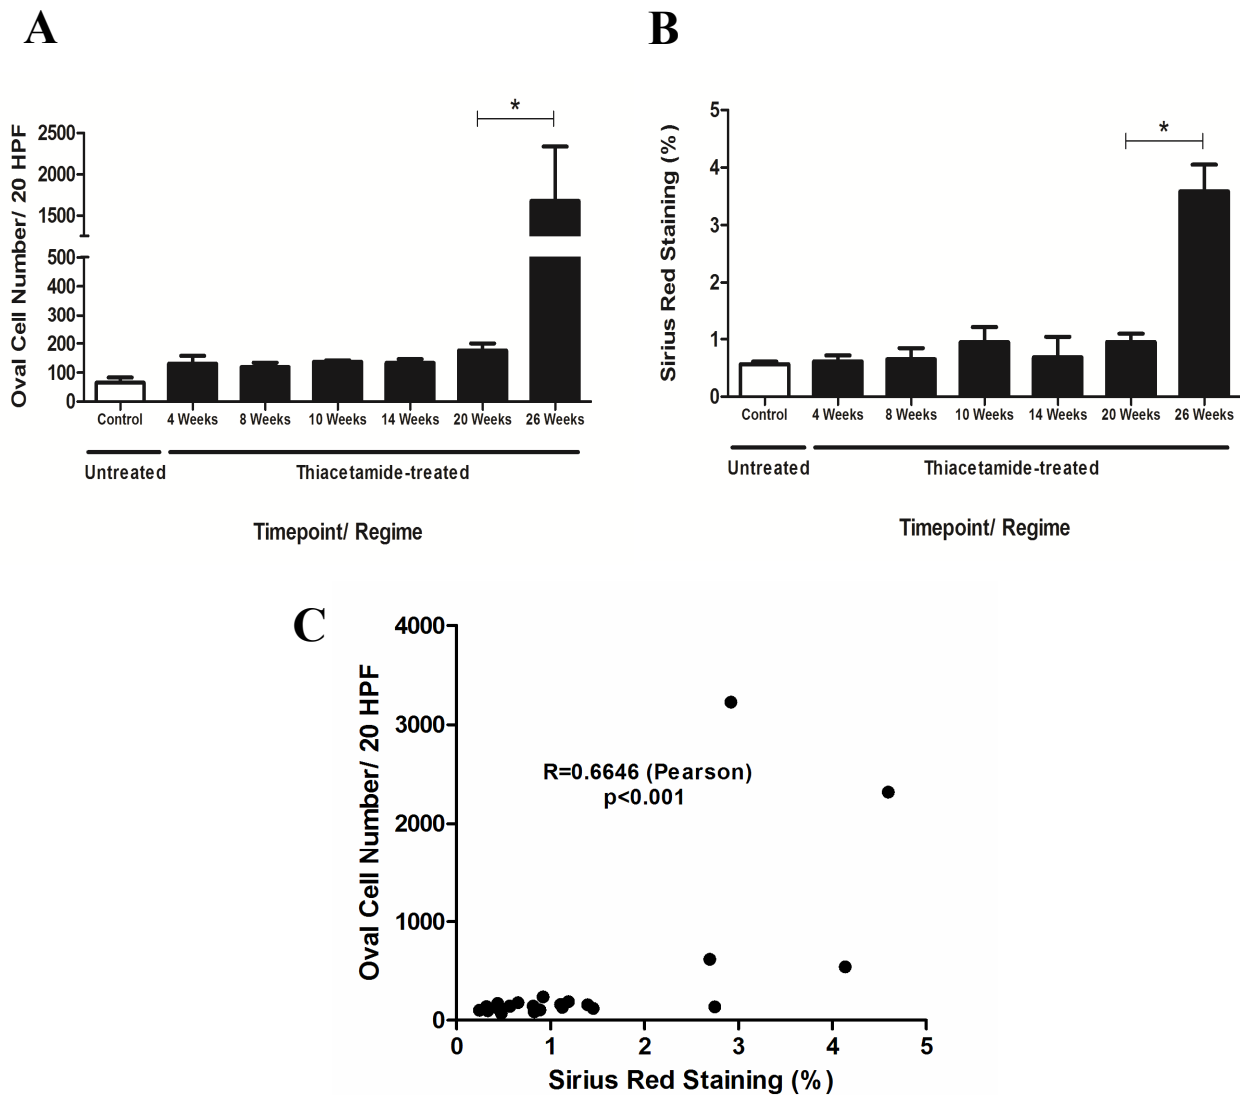 A
Oval Cell Number/ 20 HPF
2500
2000
1500
500
400
300
200
100
0
*
Control
4 Weeks
8 Weeks
10 Weeks
14 Weeks
20 Weeks
26 Weeks
Untreated
Thiacetamide-treated
Timepoint/ Regime
B
Sirius Red Staining (%)
5
4
3
2
1
0
*
Control
4 Weeks
8 Weeks
10 Weeks
14 Weeks
20 Weeks
26 Weeks
Untreated
Thiacetamide-treated
Timepoint/ Regime
C
Oval Cell Number/ 20 HPF
4000
3000
2000
1000
0
R=0.6646 (Pearson)
p<0.001
0
1
2
3
4
5
Sirius Red Staining (%)